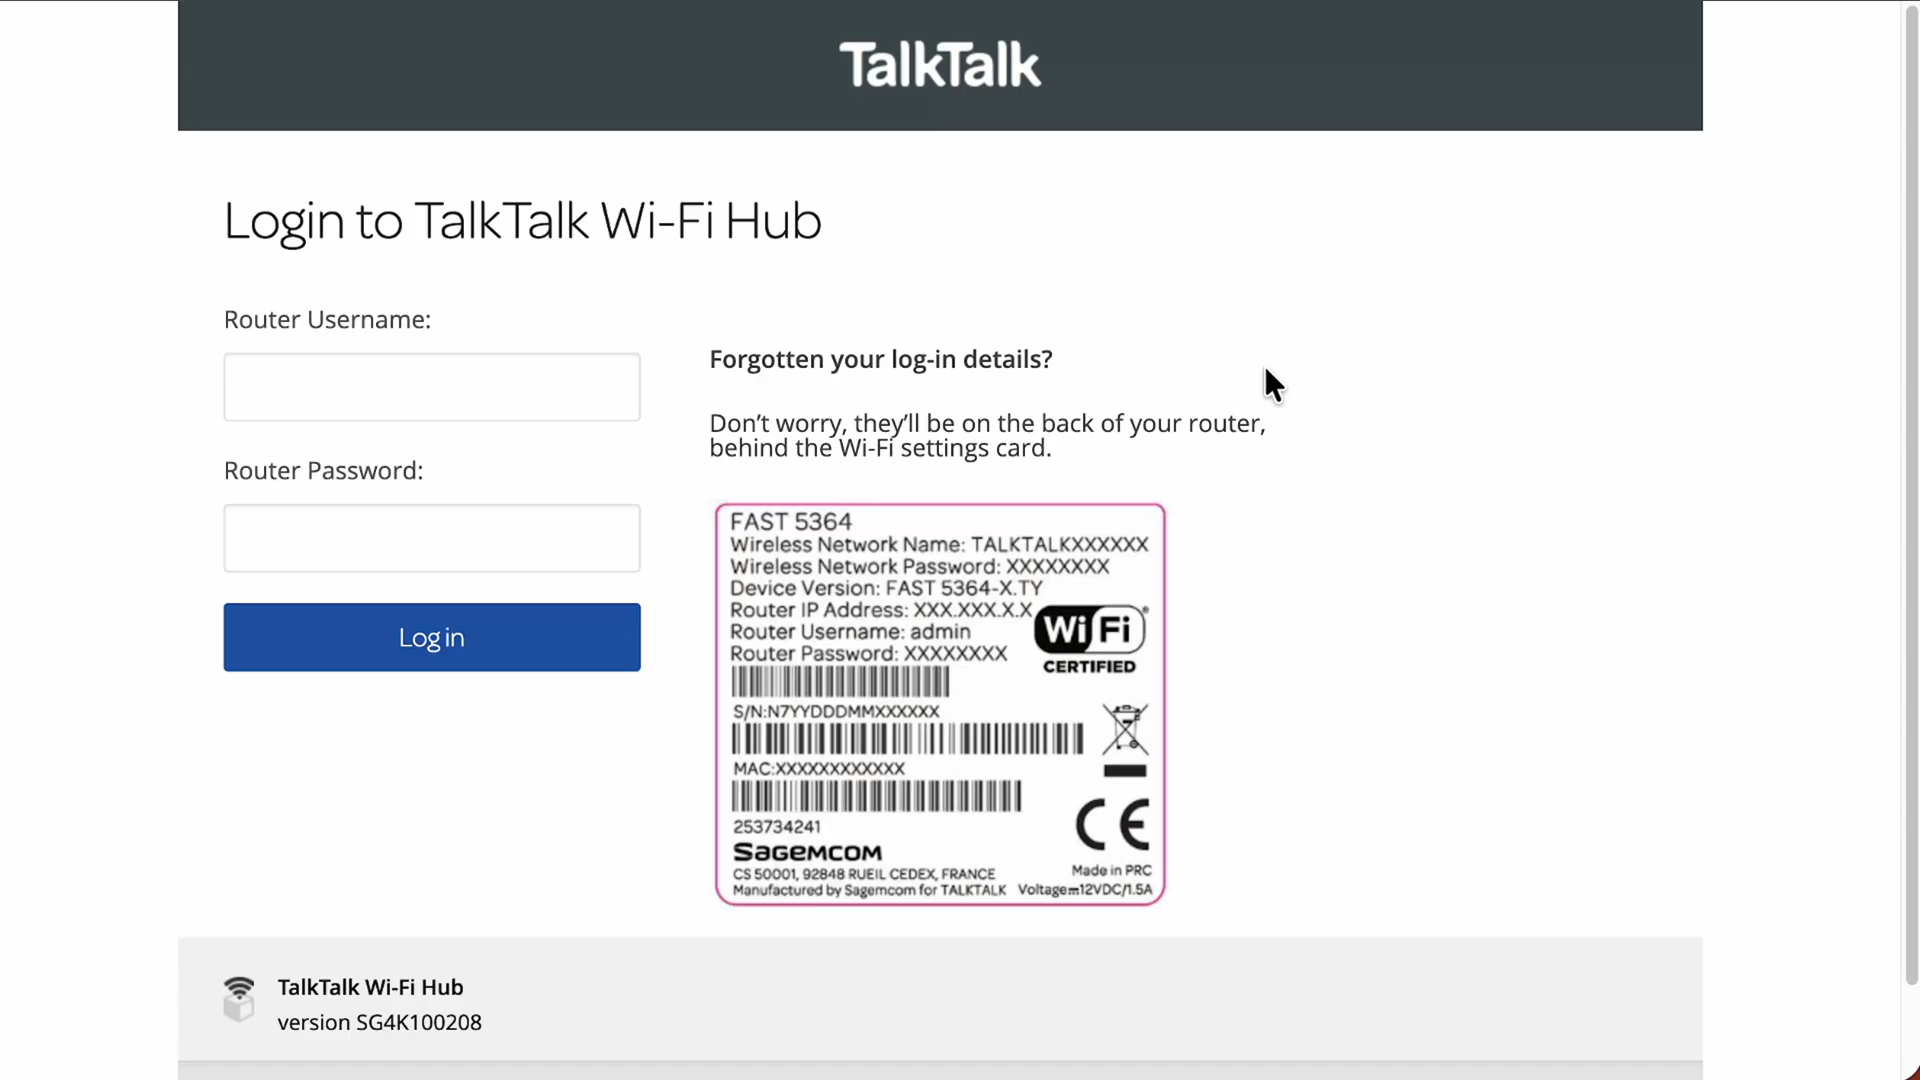 TalkTalk
Login to TalkTalk Wi-Fi Hub
Router Username:
Router Password:
Log in
Forgotten your log-in details?
Don’t worry, they’ll be on the back of your router,
behind the Wi-Fi settings card.
FAST 5364
Wireless Network Name: TALKTALKXXXXXX
Wireless Network Password: XXXXXXXX
Device Version: FAST 5364-X.TY
Router IP Address: XXX.XXX.X.X
Router Username: admin
Router Password: XXXXXXXX
Wi Fi®
CERTIFIED
S/N:N7YYDDDMMXXXXXX
MAC:XXXXXXXXXXXX
253734241
CE
SAGEMCOM
CS 50001, 92848 RUEIL CEDEX, FRANCE
Made in PRC
Manufactured by Sagemcom for TALKTALK Voltage⎓12VDC/1.5A
TalkTalk Wi-Fi Hub
version SG4K100208